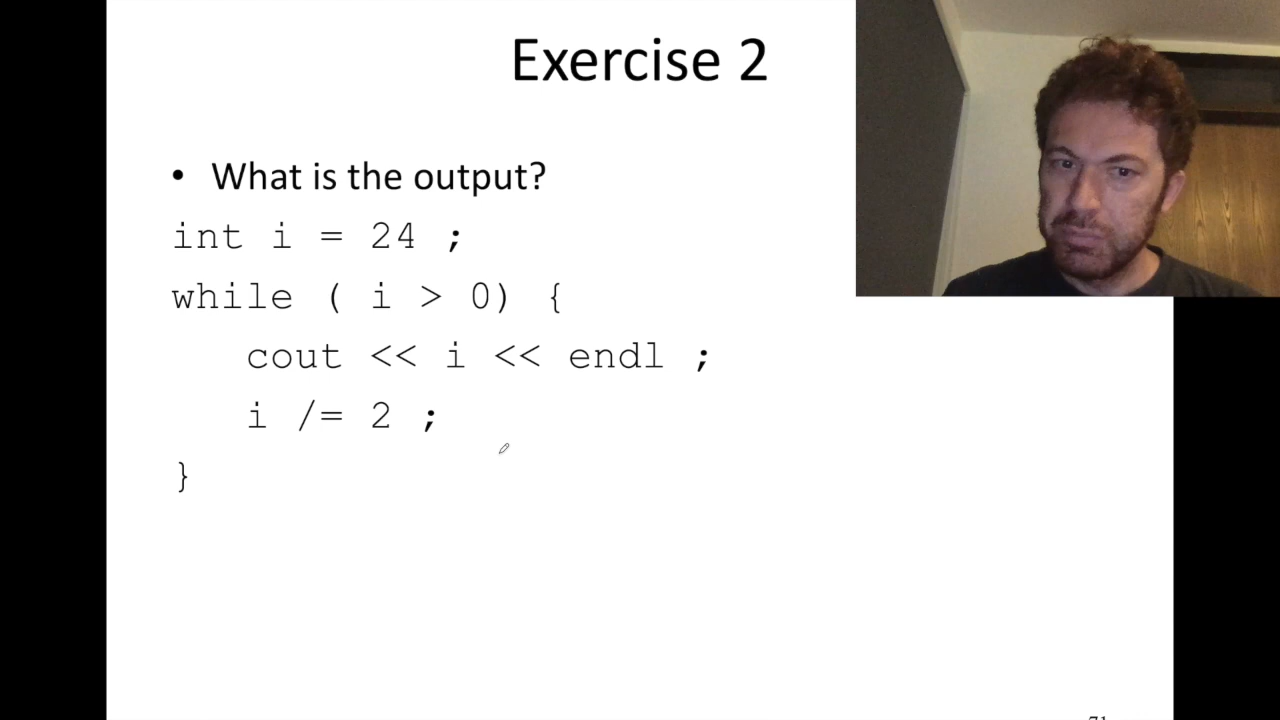 Exercise 2
• What is the output?
int i = 24 ;
while ( i > 0) {
cout << i << endl ;
i /= 2 ;
}